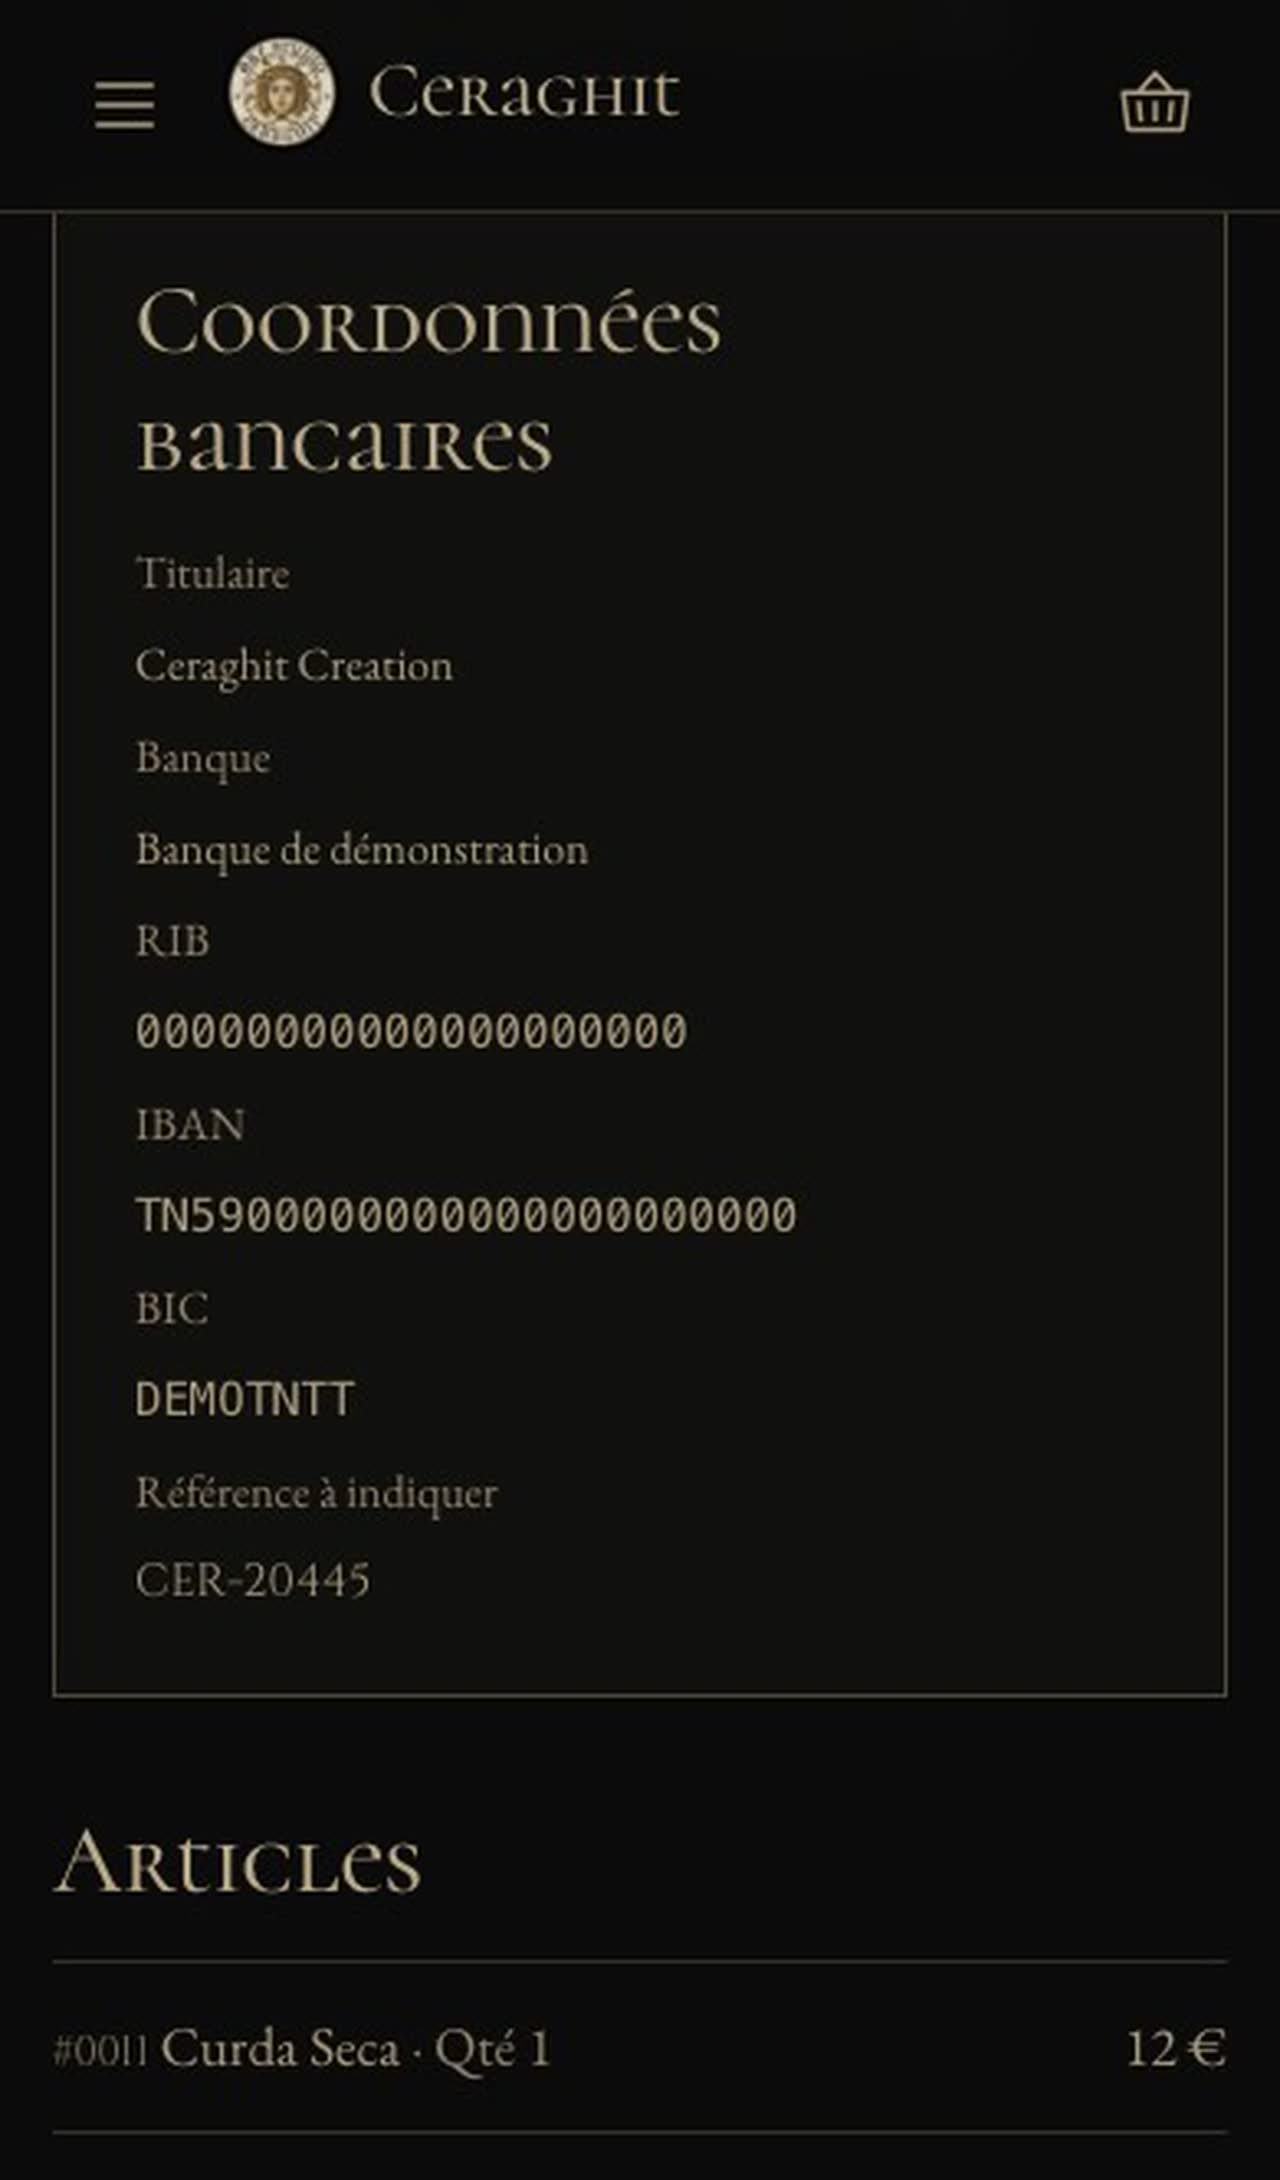 Ceraghit
Coordonnées
bancaires
Titulaire
Ceraghit Creation
Banque
Banque de démonstration
RIB
00000000000000000000
IBAN
TN5900000000000000000000
BIC
DEMOTNTT
Référence à indiquer
CER-20445
Articles
#0011 Curda Seca · Qté 1 12 €